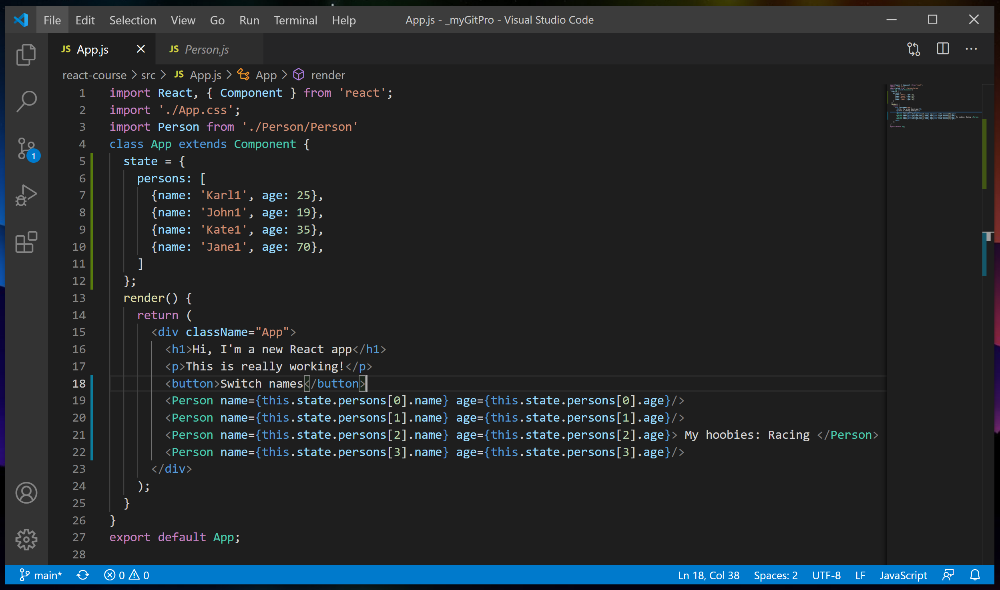 File Edit Selection View Go Run Terminal Help App.js - _myGitPro - Visual Studio Code
JS App.js JS Person.js
react-course > src > JS App.js > App > render
1 import React, { Component } from 'react';
2 import './App.css';
3 import Person from './Person/Person'
4 class App extends Component {
5 state = {
6 persons: [
7 {name: 'Karl1', age: 25},
8 {name: 'John1', age: 19},
9 {name: 'Kate1', age: 35},
10 {name: 'Jane1', age: 70},
11 ]
12 };
13 render() {
14 return (
15 <div className="App">
16 <h1>Hi, I'm a new React app</h1>
17 <p>This is really working!</p>
18 <button>Switch names</button>
19 <Person name={this.state.persons[0].name} age={this.state.persons[0].age}/>
20 <Person name={this.state.persons[1].name} age={this.state.persons[1].age}/>
21 <Person name={this.state.persons[2].name} age={this.state.persons[2].age}> My hoobies: Racing </Person>
22 <Person name={this.state.persons[3].name} age={this.state.persons[3].age}/>
23 </div>
24 );
25 }
26 }
27 export default App;
28
1
main* 0 0 Ln 18, Col 38 Spaces: 2 UTF-8 LF JavaScript